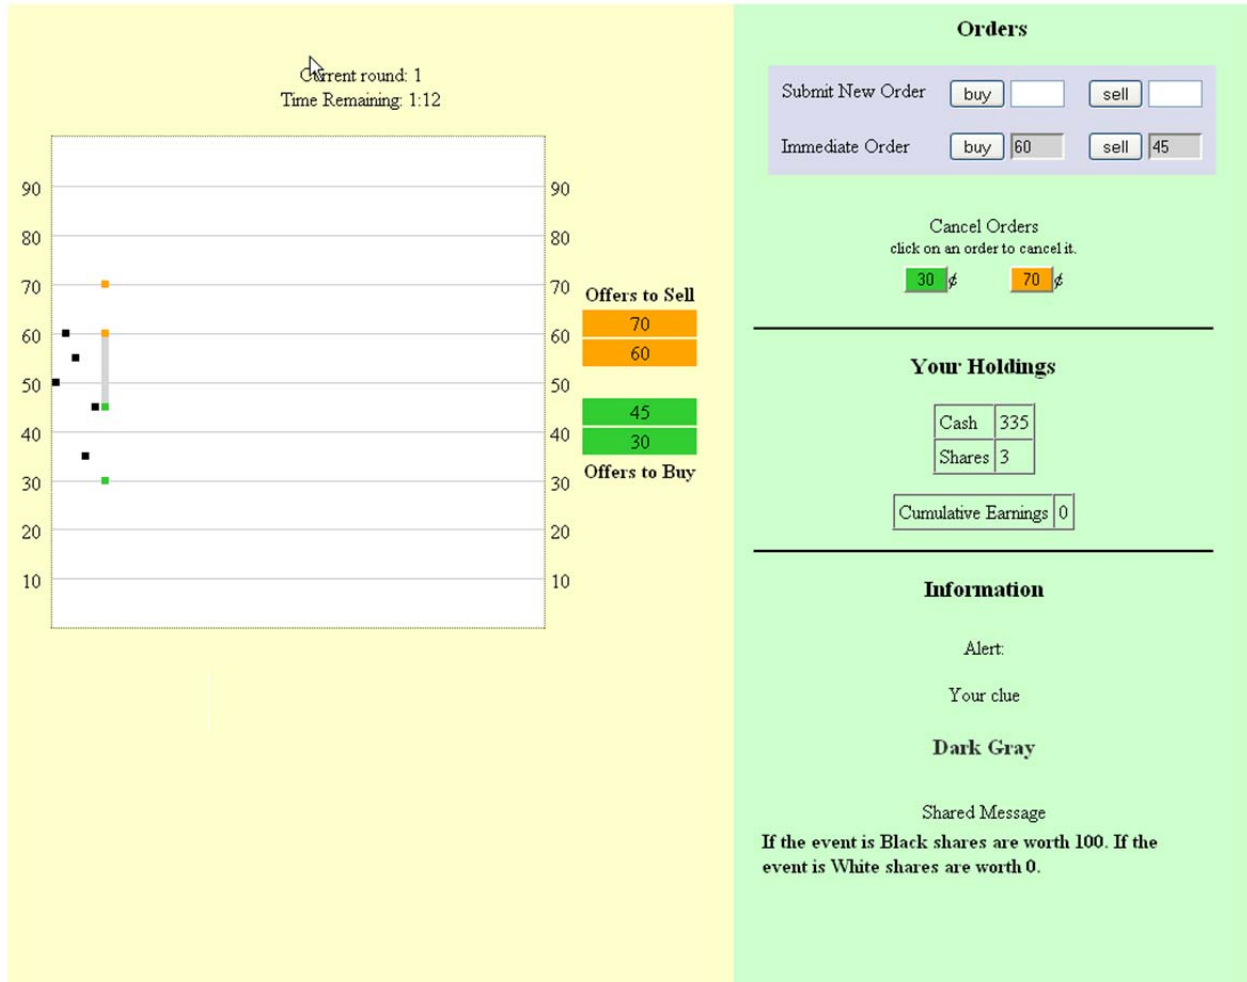 Current round: 1
Time Remaining: 1:12
90 90
80 80
70 70
60 60
50 50
40 40
30 30
20 20
10 10
Offers to Sell
70
60
45
30
Offers to Buy
Orders
Submit New Order buy sell
Immediate Order buy 60 sell 45
Cancel Orders
click on an order to cancel it.
30 ¢ 70 ¢
Your Holdings
Cash 335
Shares 3
Cumulative Earnings 0
Information
Alert:
Your clue
Dark Gray
Shared Message
If the event is Black shares are worth 100. If the
event is White shares are worth 0.